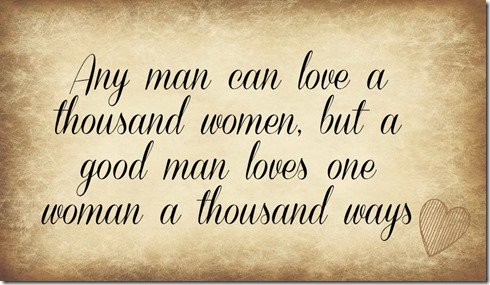 Any man can love a
thousand women, but a
good man loves one
woman a thousand ways